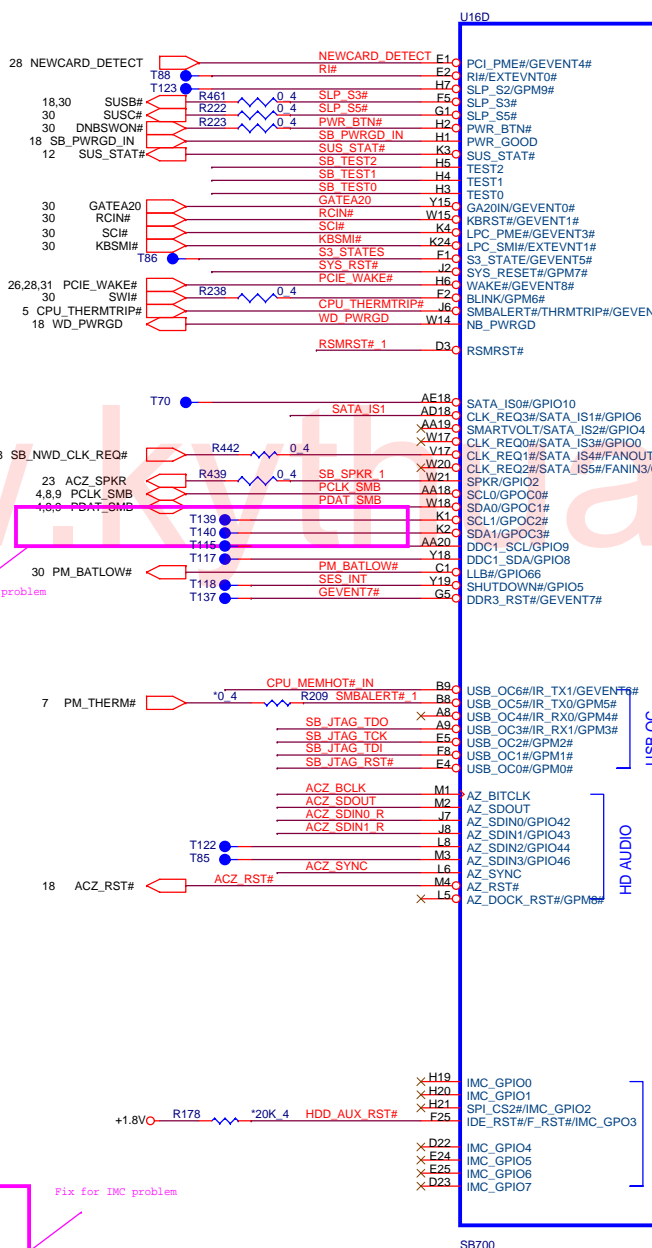 U16D
28 NEWCARD_DETECT NEWCARD_DETECT E1 PCI_PME#/GEVENT4#
T88 RI# E2 RI#/EXTEVNT0#
T123 H7 SLP_S2/GPM9#
18,30 SUSB# R461 0_4 SLP_S3# F5 SLP_S3#
30 SUSC# R222 0_4 SLP_S5# G1 SLP_S5#
30 DNBSWON# R223 0_4 PWR_BTN# H2 PWR_BTN#
18 SB_PWRGD_IN SB_PWRGD_IN H1 PWR_GOOD
12 SUS_STAT# SUS_STAT# K3 SUS_STAT#
SB_TEST2 H5 TEST2
SB_TEST1 H4 TEST1
SB_TEST0 H3 TEST0
30 GATEA20 GATEA20 Y15 GA20IN/GEVENT0#
30 RCIN# RCIN# W15 KBRST#/GEVENT1#
30 SCI# SCI# K4 LPC_PME#/GEVENT3#
30 KBSMI# KBSMI# K24 LPC_SMI#/EXTEVNT1#
T86 S3_STATES F1 S3_STATE/GEVENT5#
SYS_RST# J2 SYS_RESET#/GPM7#
26,28,31 PCIE_WAKE# PCIE_WAKE# H6 WAKE#/GEVENT8#
30 SWI# R238 0_4 F2 BLINK/GPM6#
5 CPU_THERMTRIP# CPU_THERMTRIP# J6 SMBALERT#/THRMTRIP#/GEVEN
18 WD_PWRGD WD_PWRGD W14 NB_PWRGD
RSMRST#_1 D3 RSMRST#
T70 AE18 SATA_IS0#/GPIO10
SATA_IS1 AD18 CLK_REQ3#/SATA_IS1#/GPIO6
AA19 SMARTVOLT/SATA_IS2#/GPIO4
W17 CLK_REQ0#/SATA_IS3#/GPIO0
SB_NWD_CLK_REQ# R442 0_4 V17 CLK_REQ1#/SATA_IS4#/FANOUT
W20 CLK_REQ2#/SATA_IS5#/FANIN3/
23 ACZ_SPKR R439 0_4 SB_SPKR_1 W21 SPKR/GPIO2
4,8,9 PCLK_SMB PCLK_SMB AA18 SCL0/GPOC0#
4,8,9 PDAT_SMB PDAT_SMB W18 SDA0/GPOC1#
T139 K1 SCL1/GPOC2#
T140 K2 SDA1/GPOC3#
T115 AA20 DDC1_SCL/GPIO9
T117 Y18 DDC1_SDA/GPIO8
30 PM_BATLOW# PM_BATLOW# C1 LLB#/GPIO66
T118 SES_INT Y19 SHUTDOWN#/GPIO5
problem
T137 GEVENT7# G5 DDR3_RST#/GEVENT7#
CPU_MEMHOT#_IN B9 USB_OC6#/IR_TX1/GEVENT6#
7 PM_THERM# *0_4 R209 SMBALERT#_1 B8 USB_OC5#/IR_TX0/GPM5#
A8 USB_OC4#/IR_RX0/GPM4#
SB_JTAG_TDO A9 USB_OC3#/IR_RX1/GPM3#
SB_JTAG_TCK E5 USB_OC2#/GPM2#
SB_JTAG_TDI F8 USB_OC1#/GPM1#
SB_JTAG_RST# E4 USB_OC0#/GPM0#
USB OC
ACZ_BCLK M1 AZ_BITCLK
ACZ_SDOUT M2 AZ_SDOUT
ACZ_SDIN0_R J7 AZ_SDIN0/GPIO42
ACZ_SDIN1_R J8 AZ_SDIN1/GPIO43
T122 L8 AZ_SDIN2/GPIO44
T85 M3 AZ_SDIN3/GPIO46
ACZ_SYNC L6 AZ_SYNC
18 ACZ_RST# ACZ_RST# M4 AZ_RST#
L5 AZ_DOCK_RST#/GPM8#
HD AUDIO
H19 IMC_GPIO0
H20 IMC_GPIO1
H21 SPI_CS2#/IMC_GPIO2
+1.8V R178 *20K_4 HDD_AUX_RST# F25 IDE_RST#/F_RST#/IMC_GPO3
D22 IMC_GPIO4
E24 IMC_GPIO5
E25 IMC_GPIO6
D23 IMC_GPIO7
Fix for IMC problem
SB700